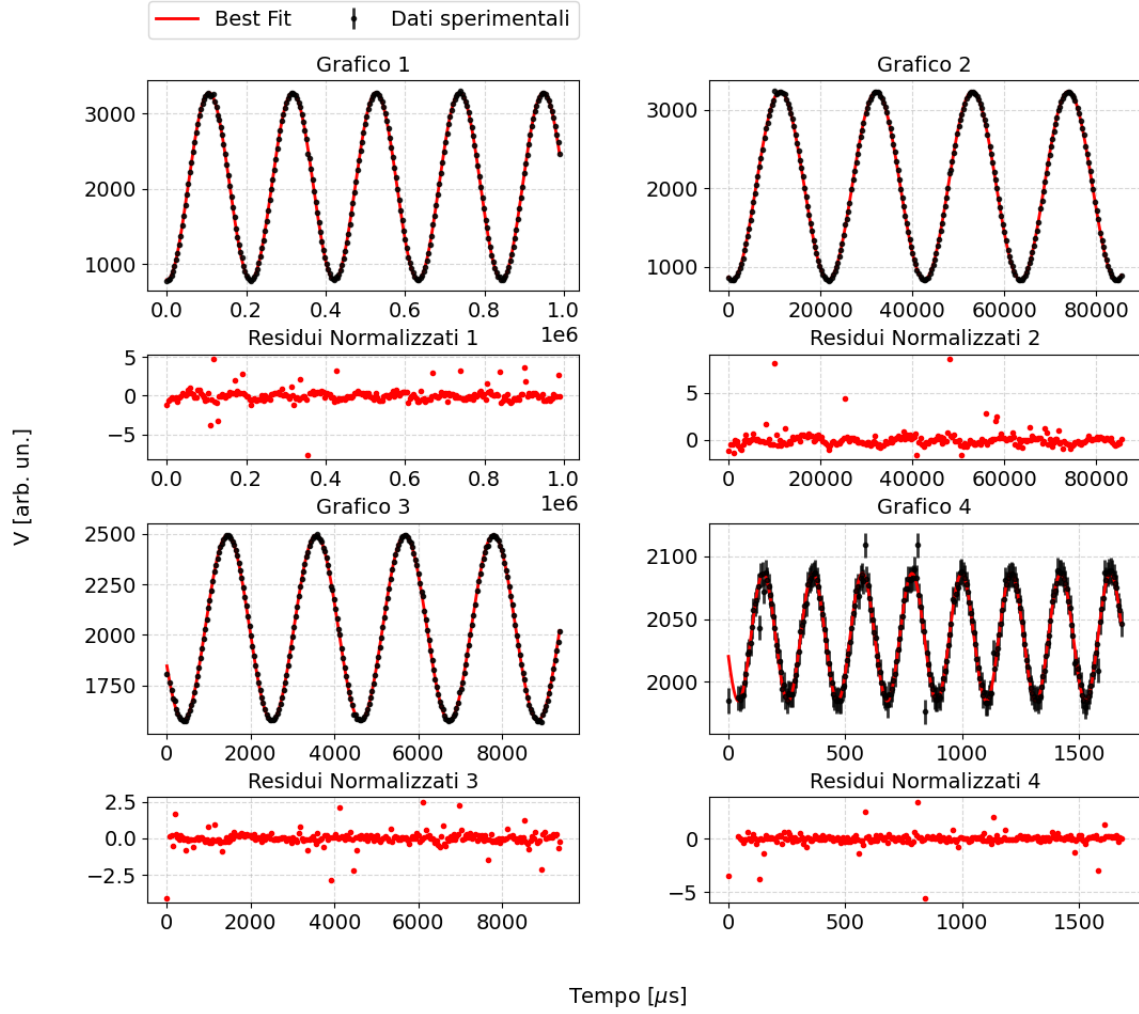 Best Fit Dati sperimentali
Grafico 1
3000
2000
1000
0.0 0.2 0.4 0.6 0.8 1.0
1e6
Grafico 2
3000
2000
1000
0 20000 40000 60000 80000
Residui Normalizzati 1
5
0
−5
0.0 0.2 0.4 0.6 0.8 1.0
1e6
Residui Normalizzati 2
5
0
0 20000 40000 60000 80000
V [arb. un.]
Grafico 3
2500
2250
2000
1750
0 2000 4000 6000 8000
Grafico 4
2100
2050
2000
0 500 1000 1500
Residui Normalizzati 3
2.5
0.0
−2.5
0 2000 4000 6000 8000
Residui Normalizzati 4
0
−5
0 500 1000 1500
Tempo [μs]